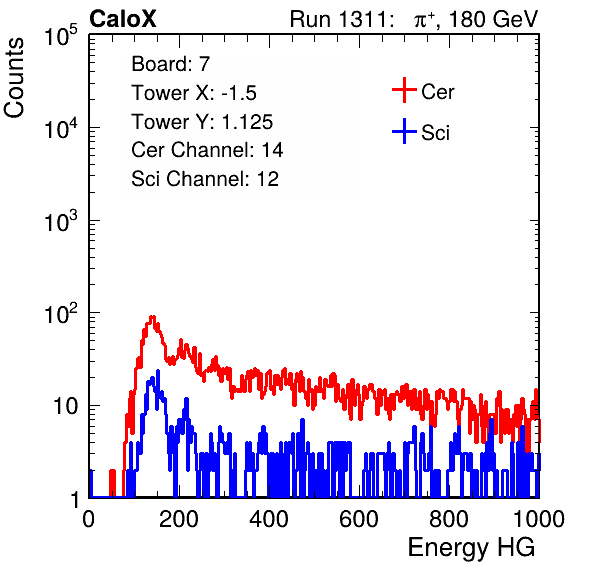 CaloX Run 1311: π⁺, 180 GeV
Counts
Board: 7
Tower X: -1.5
Tower Y: 1.125
Cer Channel: 14
Sci Channel: 12
Cer
Sci
10⁵
10⁴
10³
10²
10
1
0 200 400 600 800 1000
Energy HG